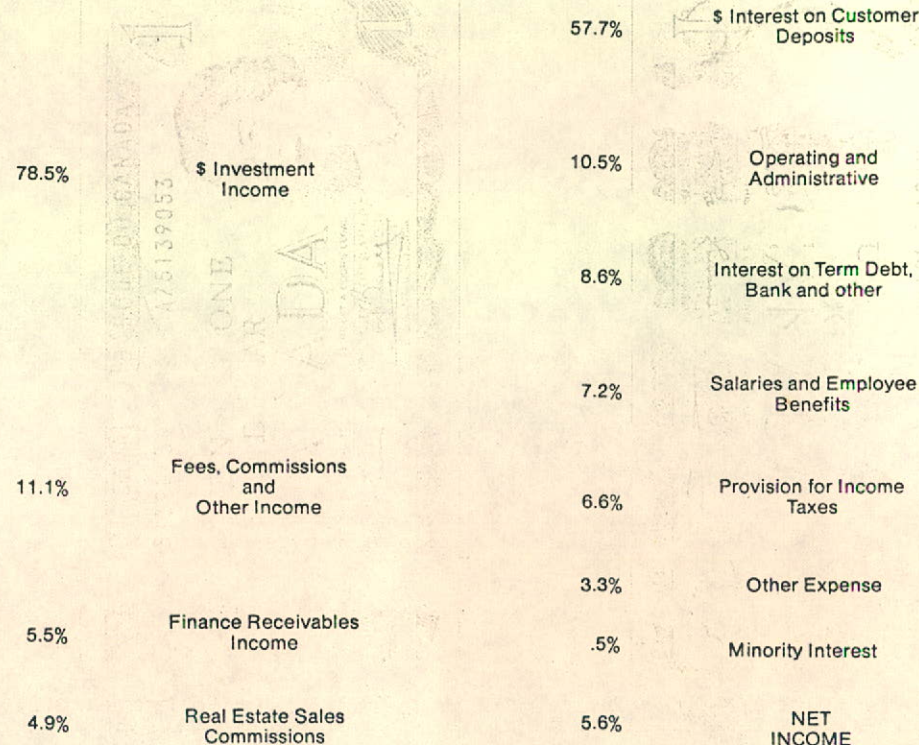 78.5%
$ Investment
Income
11.1%
Fees, Commissions
and
Other Income
5.5%
Finance Receivables
Income
4.9%
Real Estate Sales
Commissions
57.7%
$ Interest on Customer
Deposits
10.5%
Operating and
Administrative
8.6%
Interest on Term Debt,
Bank and other
7.2%
Salaries and Employee
Benefits
6.6%
Provision for Income
Taxes
3.3%
Other Expense
.5%
Minority Interest
5.6%
NET
INCOME
ONE